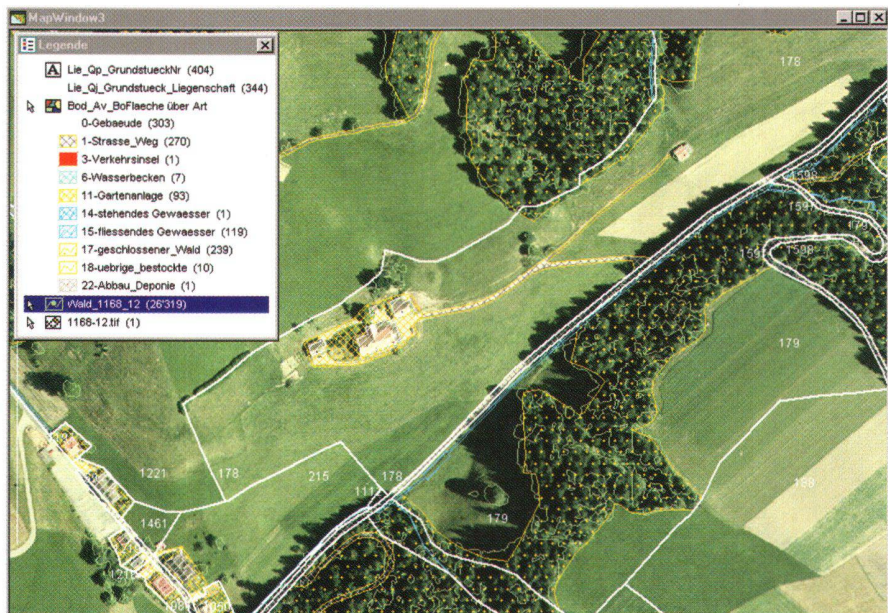 MapWindow3
Legende
Lie_Qp_GrundstueckNr (404)
Lie_Qj_Grundstueck_Liegenschaft (344)
Bod_Av_BoFlaeche über Art
0-Gebaeude (303)
1-Strasse_Weg (270)
3-Verkehrsinsel (1)
6-Wasserbecken (7)
11-Gartenanlage (93)
14-stehendes Gewaesser (1)
15-fliessendes Gewaesser (119)
17-geschlossener_Wald (239)
18-uebrige_bestockte (10)
22-Abbau_Deponie (1)
Wald_1168_12 (26'319)
1168-12.tif (1)
178
1598
179
1598
179
1221
178
215
178
179
1461